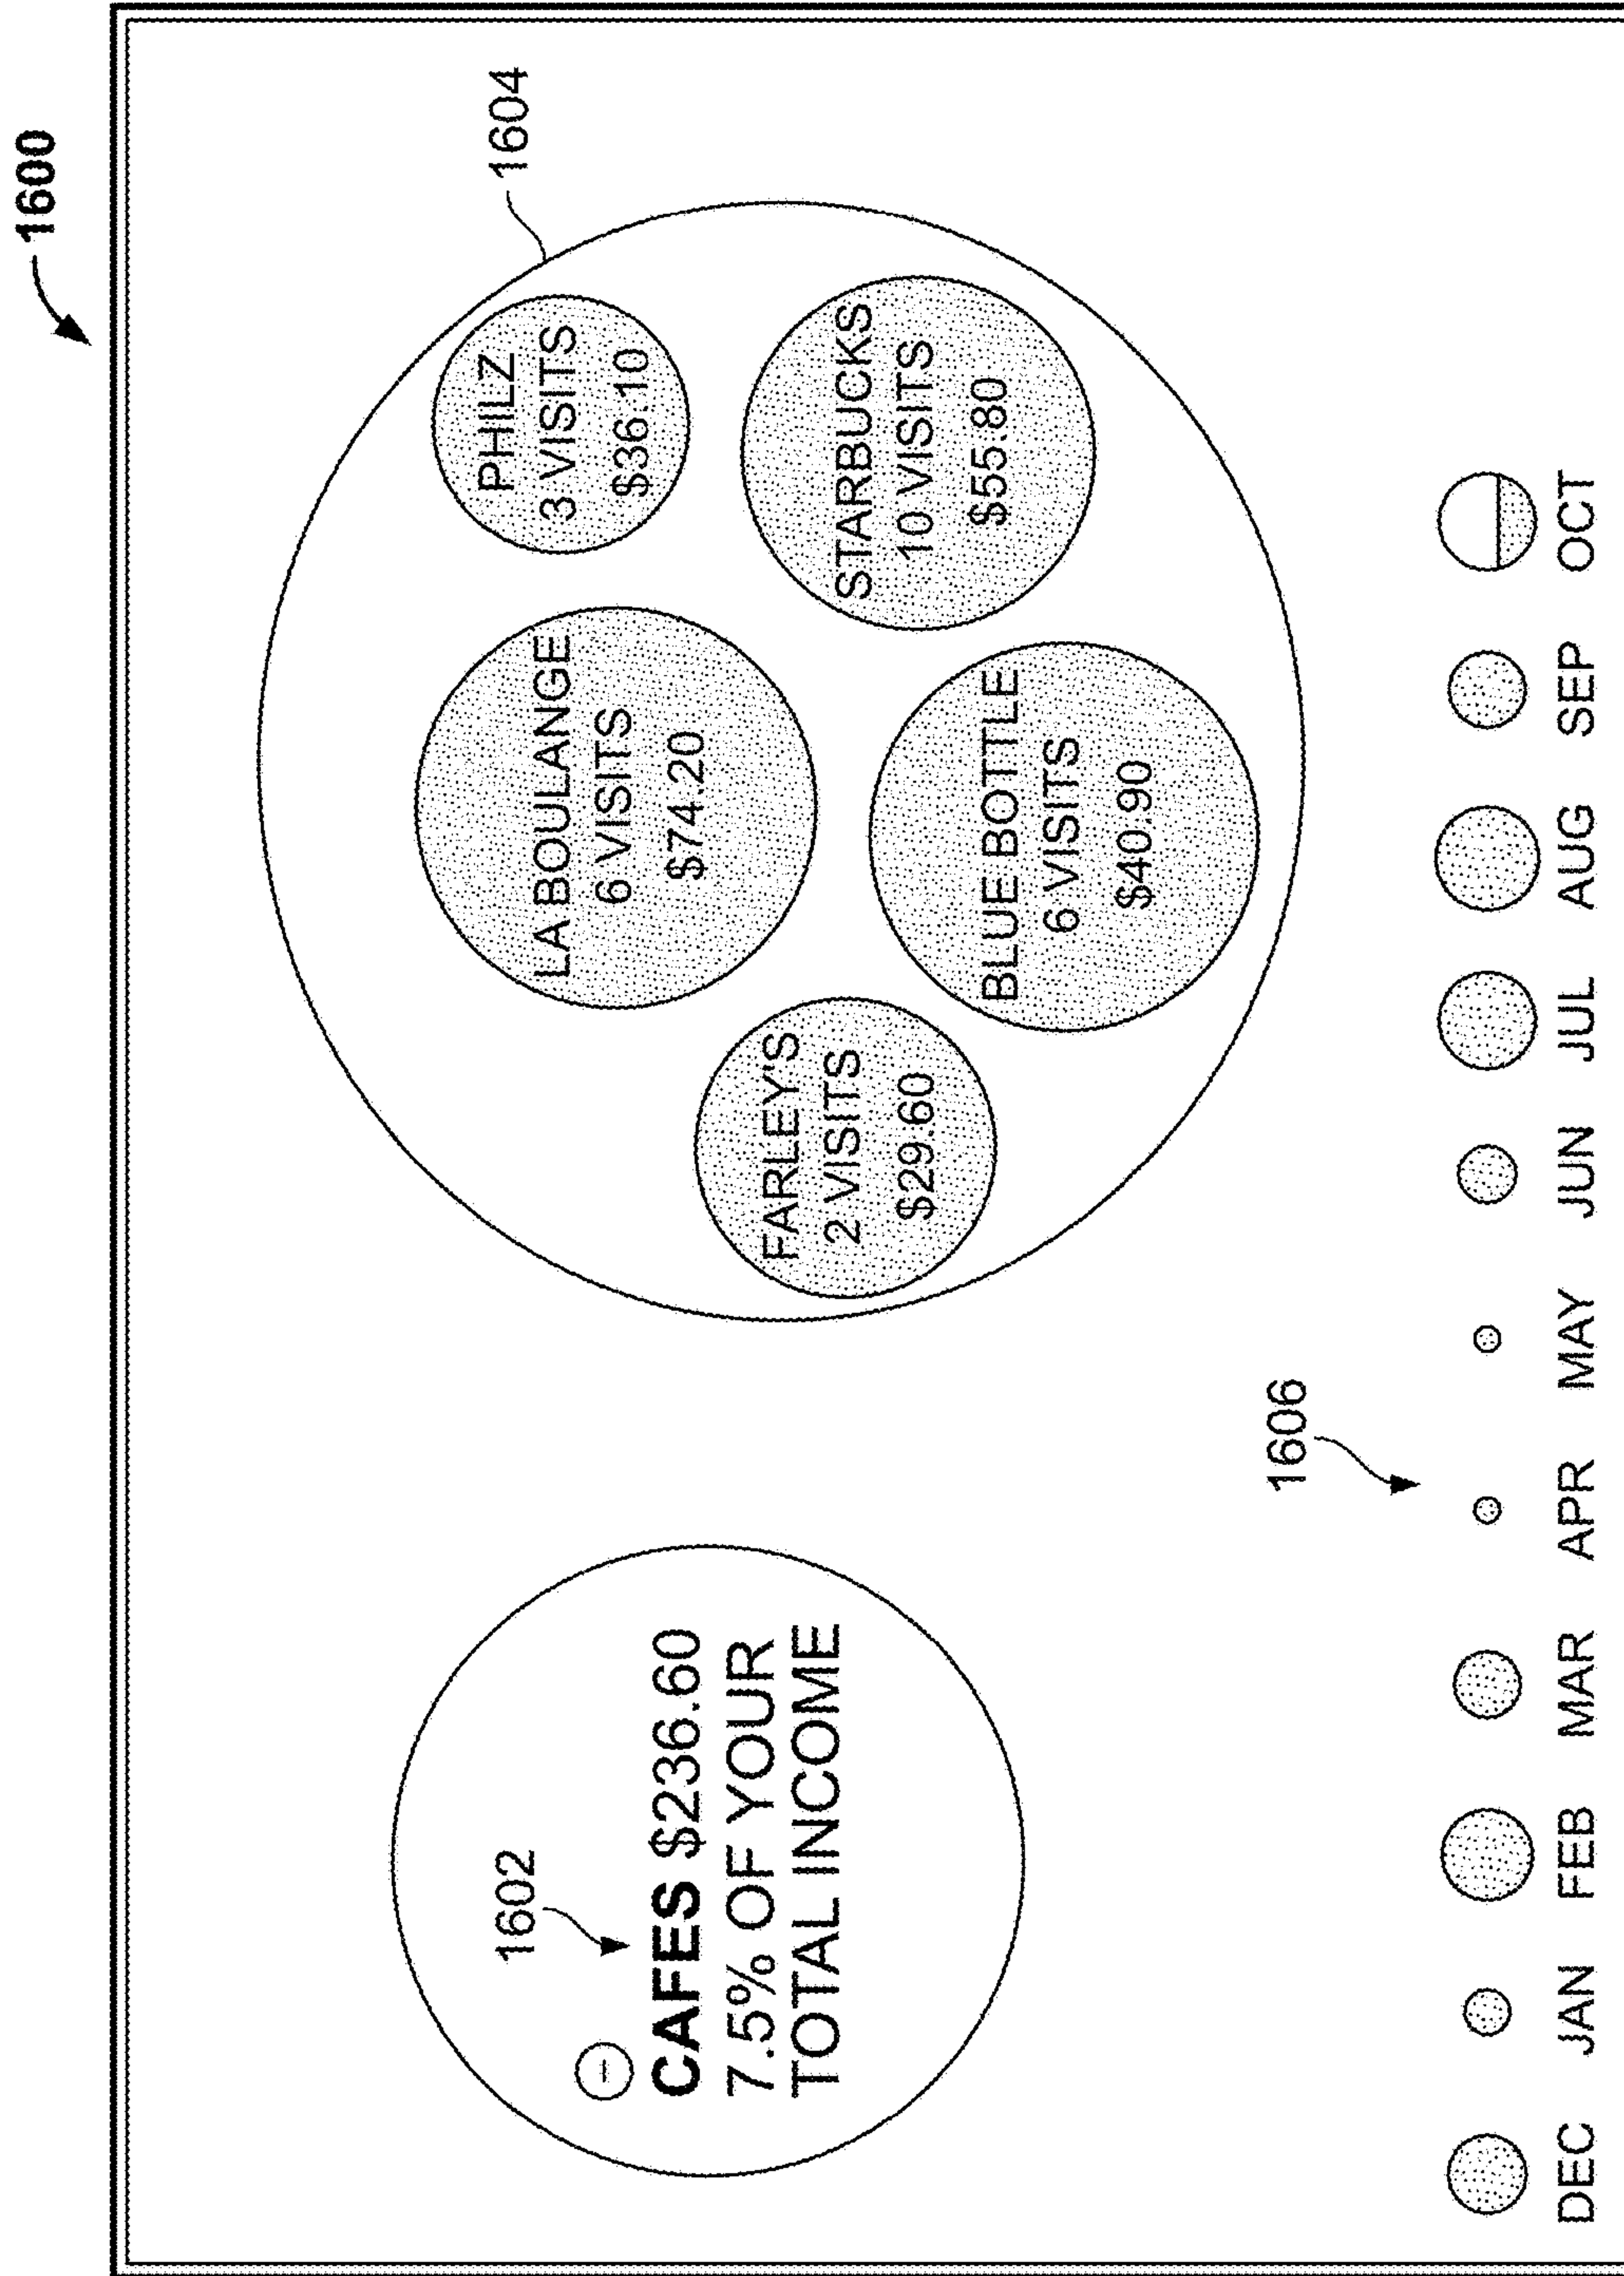 1600
1602
CAFES $236.60
7.5% OF YOUR
TOTAL INCOME
1604
LA BOULANGE
6 VISITS
$74.20
PHILZ
3 VISITS
$36.10
FARLEY'S
2 VISITS
$29.60
STARBUCKS
10 VISITS
$55.80
BLUE BOTTLE
6 VISITS
$40.90
1606
DEC JAN FEB MAR APR MAY JUN JUL AUG SEP OCT